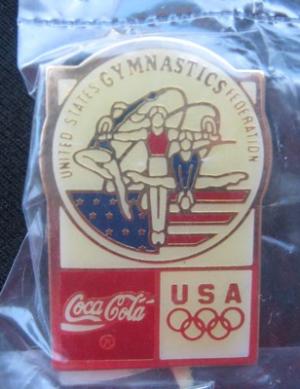 UNITED STATES GYMNASTICS FEDERATION
Coca-Cola
®
USA